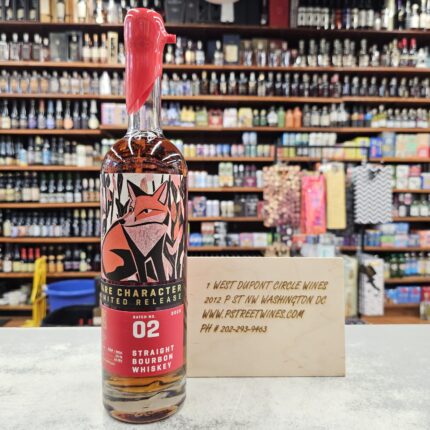 RARE CHARACTER
LIMITED RELEASE
BATCH NO.
02
STRAIGHT
BOURBON
WHISKEY
1 WEST DUPONT CIRCLE WINES
2012 P ST NW WASHINGTON DC
WWW.PSTREETWINES.COM
PH # 202-293-9463